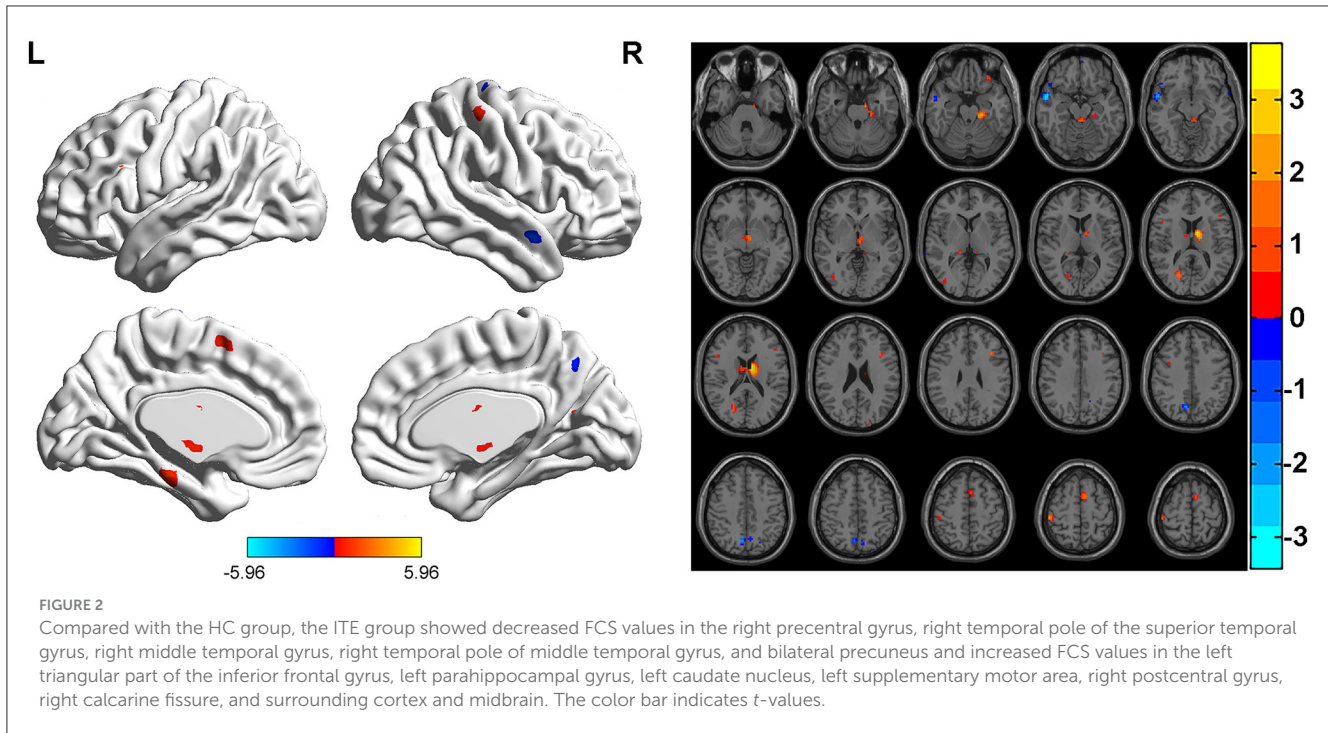 L
R
3
2
1
0
-1
-2
-3
-5.96
5.96
FIGURE 2
Compared with the HC group, the ITE group showed decreased FCS values in the right precentral gyrus, right temporal pole of the superior temporal
gyrus, right middle temporal gyrus, right temporal pole of middle temporal gyrus, and bilateral precuneus and increased FCS values in the left
triangular part of the inferior frontal gyrus, left parahippocampal gyrus, left caudate nucleus, left supplementary motor area, right postcentral gyrus,
right calcarine fissure, and surrounding cortex and midbrain. The color bar indicates t-values.